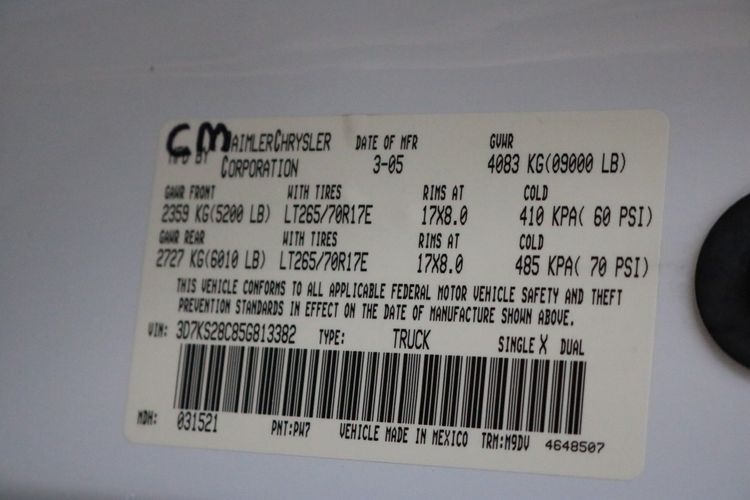 CM
DAIMLERCHRYSLER DATE OF MFR GVWR
MFD BY CORPORATION 3-05 4083 KG(09000 LB)
GAWR FRONT WITH TIRES RIMS AT COLD
2359 KG(5200 LB) LT265/70R17E 17X8.0 410 KPA( 60 PSI)
GAWR REAR WITH TIRES RIMS AT COLD
2727 KG(6010 LB) LT265/70R17E 17X8.0 485 KPA( 70 PSI)
THIS VEHICLE CONFORMS TO ALL APPLICABLE FEDERAL MOTOR VEHICLE SAFETY AND THEFT
PREVENTION STANDARDS IN EFFECT ON THE DATE OF MANUFACTURE SHOWN ABOVE.
VIN: 3D7KS28C85G813382 TYPE: TRUCK SINGLE X DUAL
MDH: 031521 PNT:PW7 VEHICLE MADE IN MEXICO TRM:M9DV 4648507